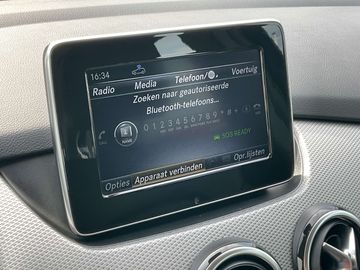 16:34
Radio Media Telefoon/ Voertuig
Zoeken naar geautoriseerde
Bluetooth-telefoons...
0 1 2 3 4 5 6 7 8 9 * # +
NAME
SOS READY
Opties Apparaat verbinden Opr.lijsten